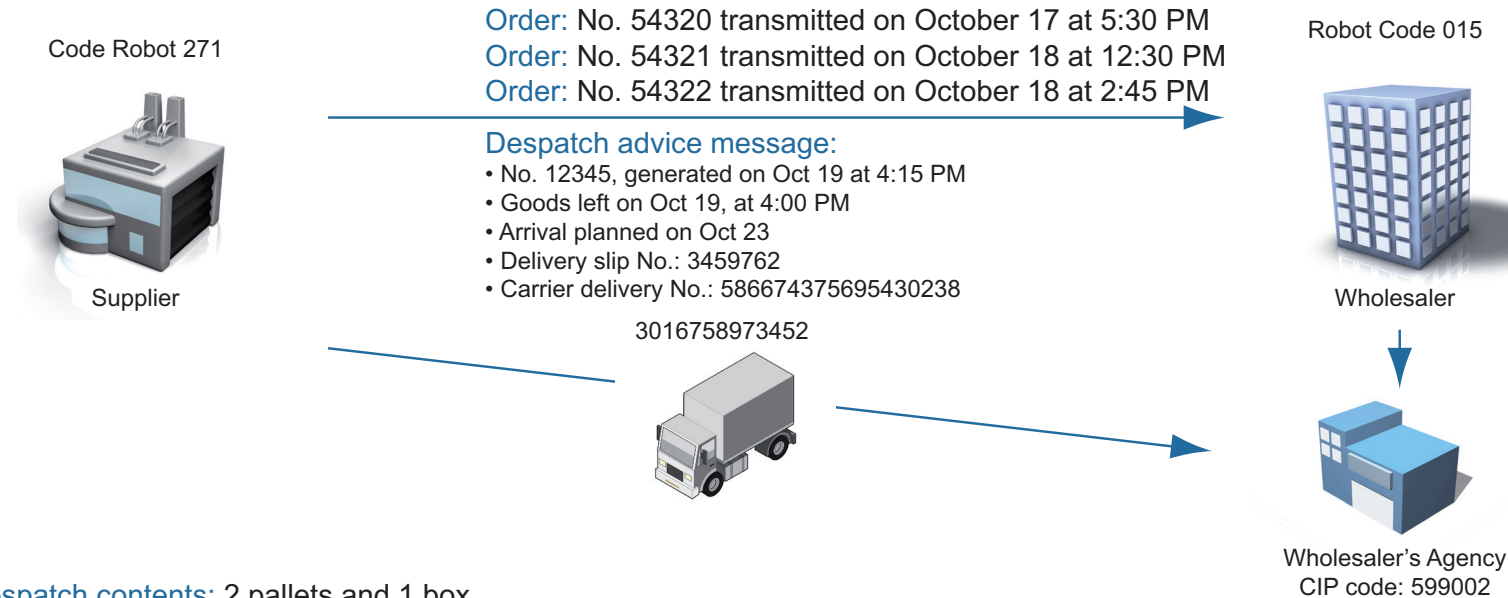 Code Robot 271
Order: No. 54320 transmitted on October 17 at 5:30 PM
Order: No. 54321 transmitted on October 18 at 12:30 PM
Order: No. 54322 transmitted on October 18 at 2:45 PM
Robot Code 015
Despatch advice message:
• No. 12345, generated on Oct 19 at 4:15 PM
• Goods left on Oct 19, at 4:00 PM
• Arrival planned on Oct 23
• Delivery slip No.: 3459762
• Carrier delivery No.: 586674375695430238
Supplier
Wholesaler
3016758973452
Wholesaler's Agency
CIP code: 599002
espatch contents: 2 pallets and 1 box